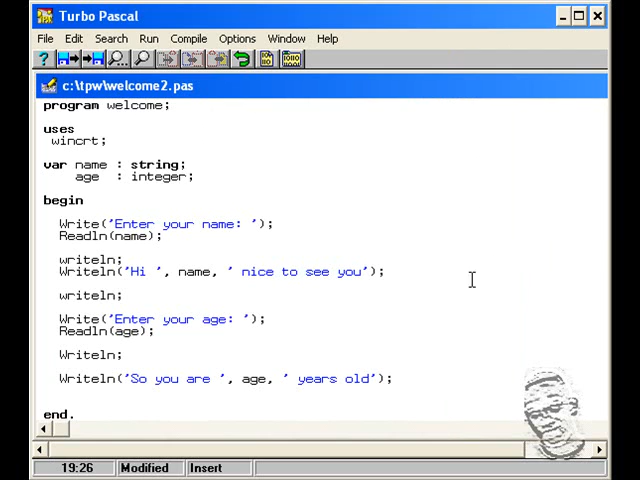 Turbo Pascal
File Edit Search Run Compile Options Window Help
c:\tpw\welcome2.pas
program welcome;
uses
wincrt;
var name : string;
age : integer;
begin
Write('Enter your name: ');
Readln(name);
writeln;
Writeln('Hi ', name, ' nice to see you');
writeln;
Write('Enter your age: ');
Readln(age);
Writeln;
Writeln('So you are ', age, ' years old');
end.
19:26 Modified Insert